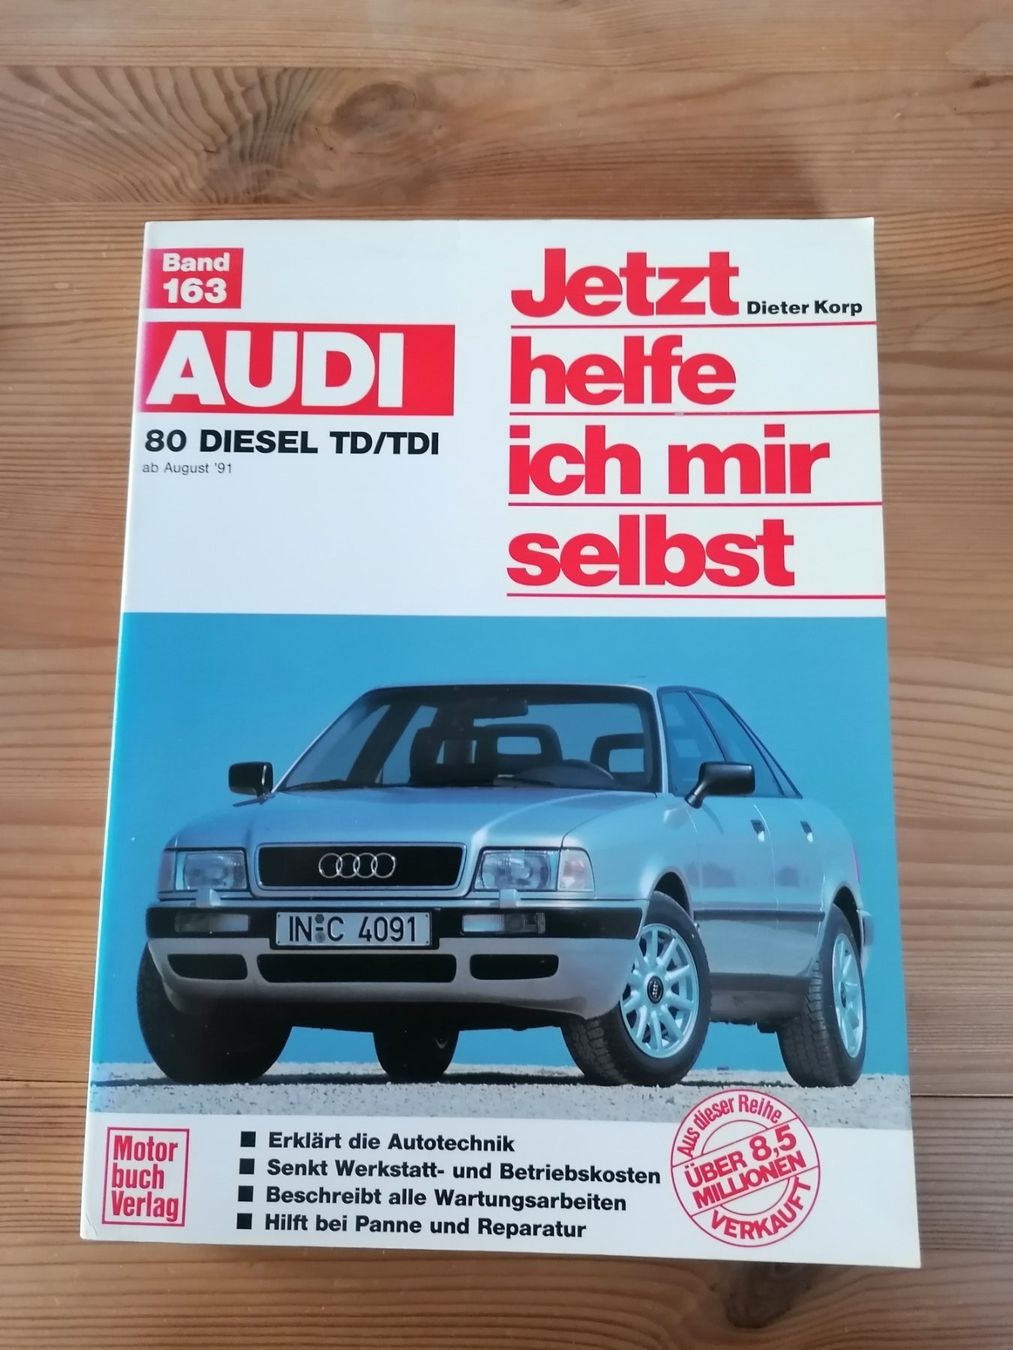 Band
163
AUDI
80 DIESEL TD/TDI
ab August '91
Jetzt
Dieter Korp
helfe
ich mir
selbst
IN C 4091
Motor
buch
Verlag
■ Erklärt die Autotechnik
■ Senkt Werkstatt- und Betriebskosten
■ Beschreibt alle Wartungsarbeiten
■ Hilft bei Panne und Reparatur
Aus dieser Reihe
ÜBER 8,5
MILLIONEN
VERKAUFT